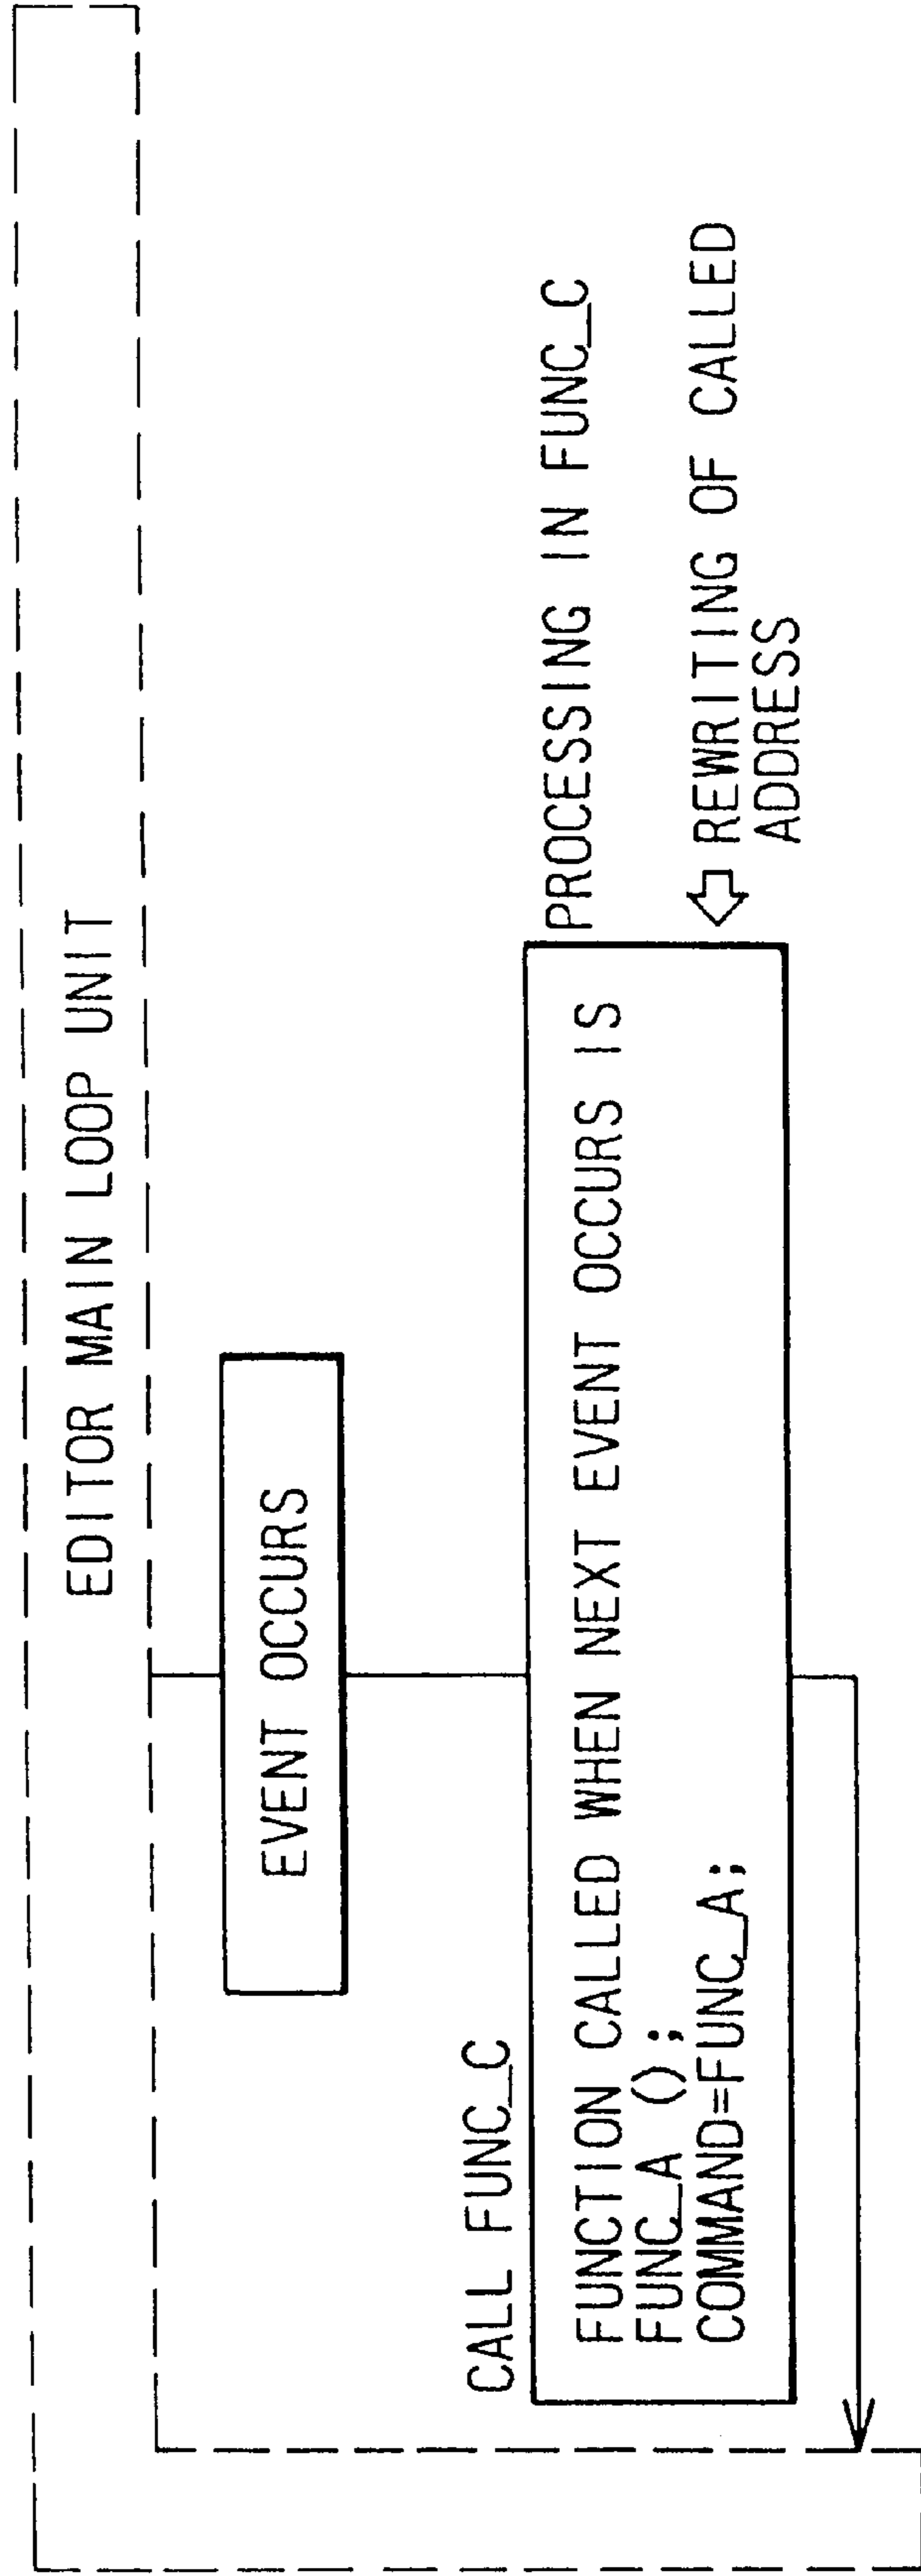 EDITOR MAIN LOOP UNIT
EVENT OCCURS
CALL FUNC_C
PROCESSING IN FUNC_C
FUNCTION CALLED WHEN NEXT EVENT OCCURS IS
FUNC_A ();
COMMAND=FUNC_A;
REWRITING OF CALLED
ADDRESS